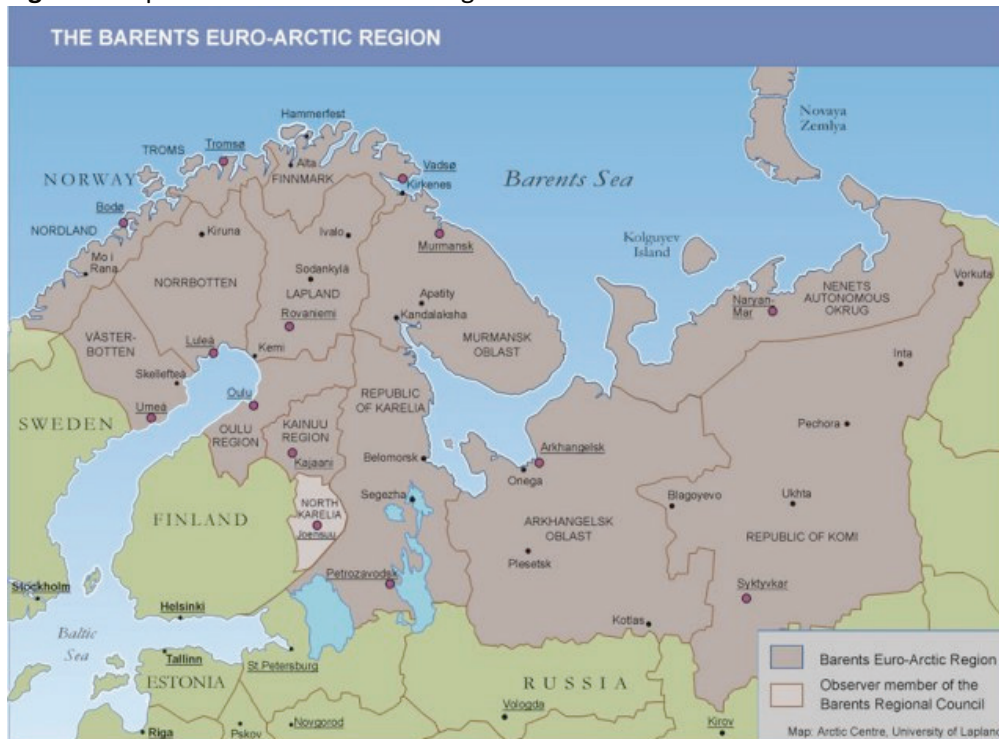 THE BARENTS EURO-ARCTIC REGION
Hammerfest
Novaya
Zemlya
TROMS
Tromsø
Alta
FINNMARK
Vadsø
Kirkenes
Barents Sea
NORWAY
Bodø
NORDLAND
Kiruna
Ivalo
Murmansk
Kolguyev
Island
Mo i
Rana
NORRBOTTEN
Sodankylä
LAPLAND
Rovaniemi
Apatity
Kandalaksha
MURMANSK
OBLAST
Naryan-
Mar
NENETS
AUTONOMOUS
OKRUG
Vorkuta
VÄSTER-
BOTTEN
Luleå
Kemi
Inta
Skellefteå
Umeå
Oulu
REPUBLIC
OF KARELIA
SWEDEN
OULU
REGION
KAINUU
REGION
Kajaani
Belomorsk
Arkhangelsk
Onega
Pechora
Segezha
Blagoyevo
Ukhta
FINLAND
NORTH
KARELIA
Joensuu
ARKHANGELSK
OBLAST
REPUBLIC OF KOMI
Plesetsk
Petrozavodsk
Syktyvkar
Stockholm
Helsinki
Kotlas
Baltic
Sea
Tallinn
St.Petersburg
ESTONIA
RUSSIA
Vologda
Kirov
Riga
Pskov
Novgorod
Barents Euro-Arctic Region
Observer member of the
Barents Regional Council
Map: Arctic Centre, University of Lapland